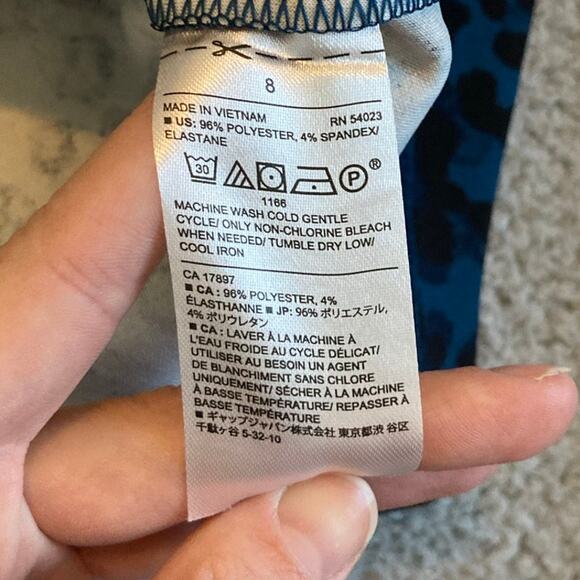 8
MADE IN VIETNAM RN 54023
■ US: 96% POLYESTER, 4% SPANDEX/
ELASTANE
30 P ®
1166
MACHINE WASH COLD GENTLE
CYCLE/ ONLY NON-CHLORINE BLEACH
WHEN NEEDED/ TUMBLE DRY LOW/
COOL IRON
CA 17897
■ CA : 96% POLYESTER, 4%
ÉLASTHANNE ■ JP: 96% ポリエステル,
4% ポリウレタン
■ CA : LAVER À LA MACHINE À
L'EAU FROIDE AU CYCLE DÉLICAT/
UTILISER AU BESOIN UN AGENT
DE BLANCHIMENT SANS CHLORE
UNIQUEMENT/ SÉCHER À LA MACHINE
À BASSE TEMPÉRATURE/ REPASSER À
BASSE TEMPÉRATURE
■ ギャップジャパン株式会社 東京都渋 谷区
千駄ヶ谷 5-32-10